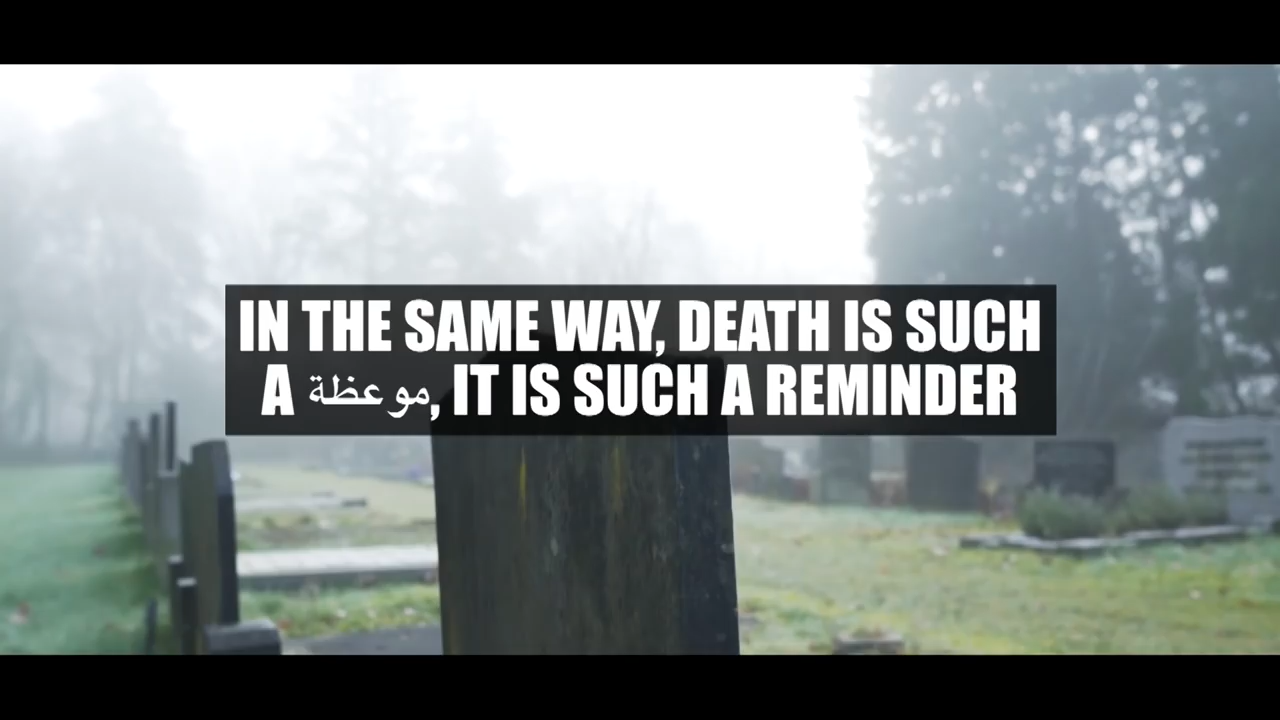 IN THE SAME WAY, DEATH IS SUCH
A موعظة, IT IS SUCH A REMINDER